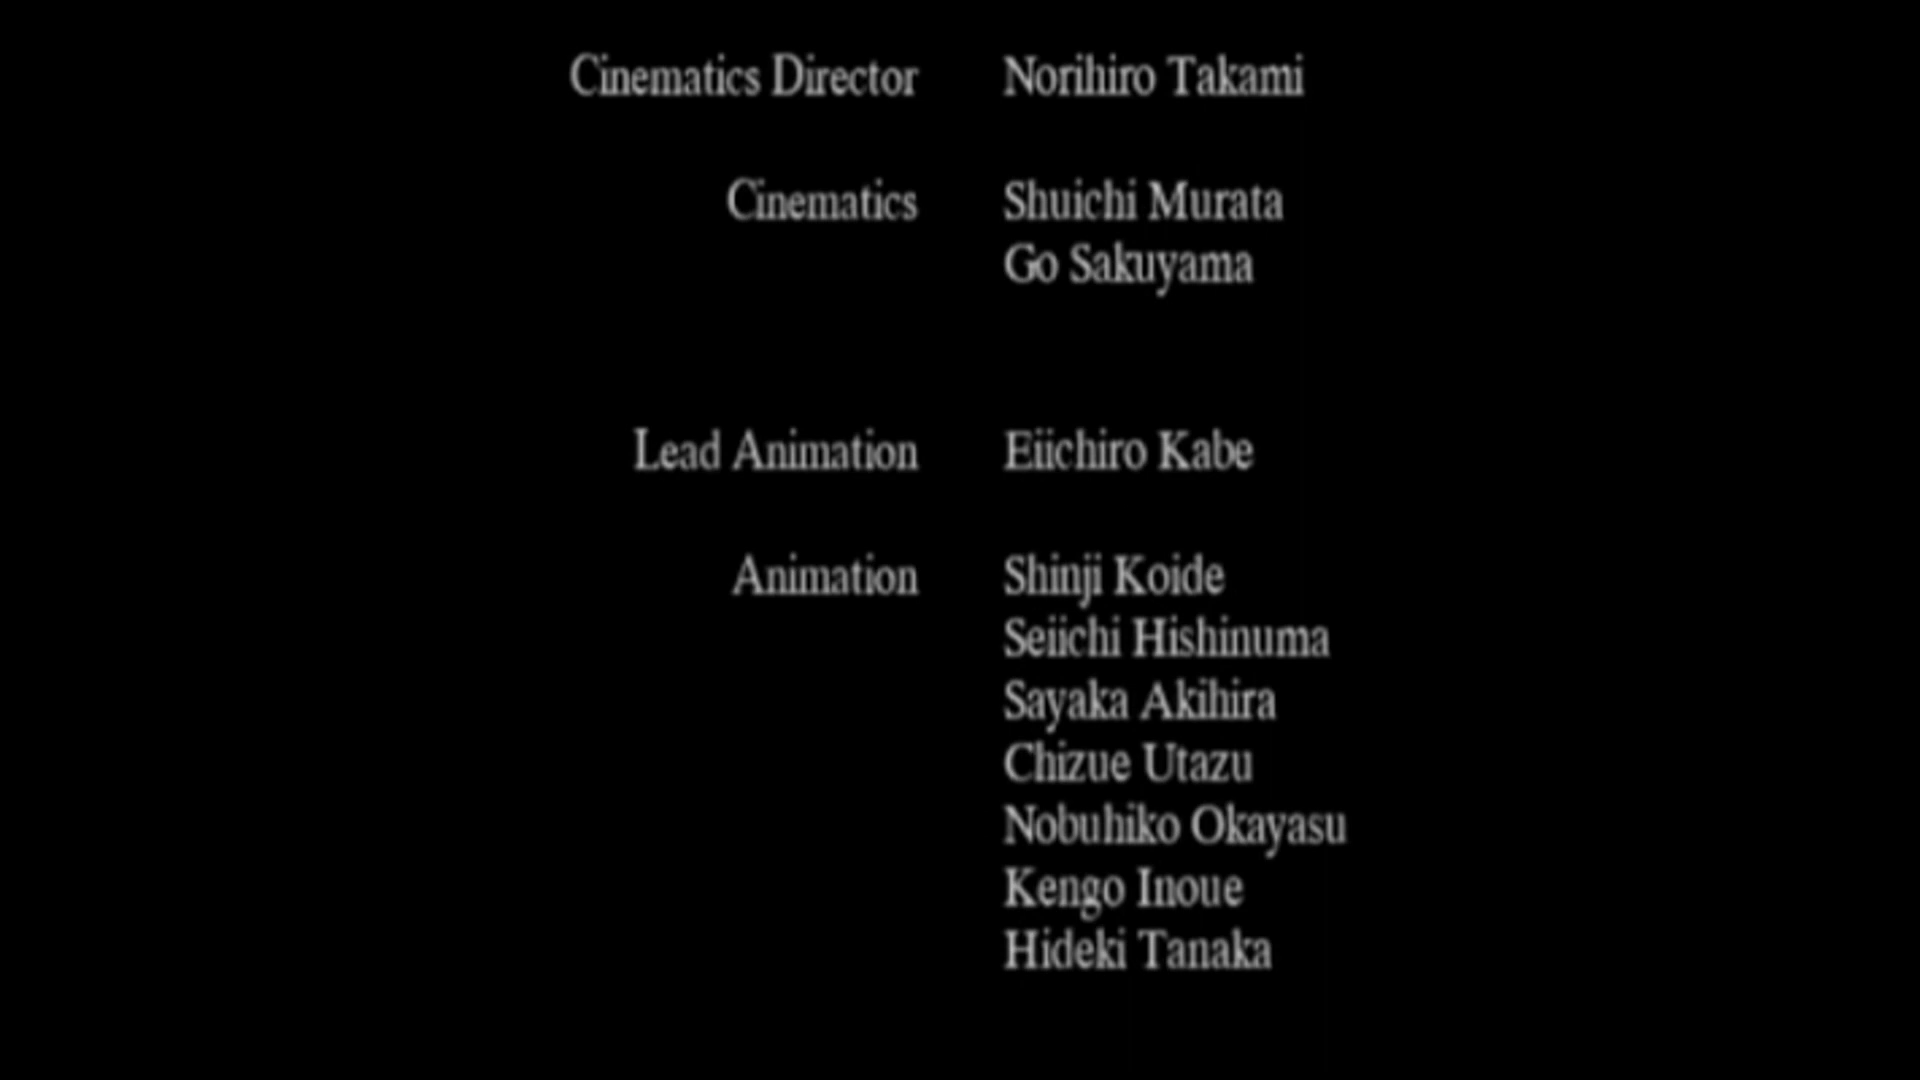 Cinematics Director Norihiro Takami
Cinematics Shuichi Murata
Go Sakuyama
Lead Animation Eiichiro Kabe
Animation Shinji Koide
Seiichi Hishinuma
Sayaka Akihira
Chizue Utazu
Nobuhiko Okayasu
Kengo Inoue
Hideki Tanaka